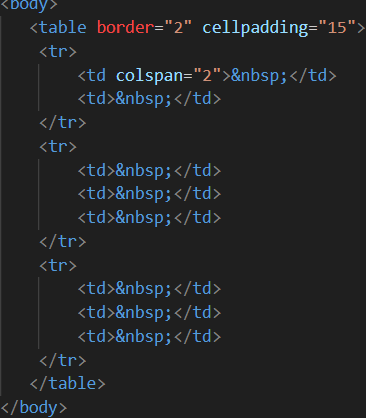 <body>
<table border="2" cellpadding="15">
<tr>
<td colspan="2">&nbsp;</td>
<td>&nbsp;</td>
</tr>
<tr>
<td>&nbsp;</td>
<td>&nbsp;</td>
<td>&nbsp;</td>
</tr>
<tr>
<td>&nbsp;</td>
<td>&nbsp;</td>
<td>&nbsp;</td>
</tr>
</table>
</body>